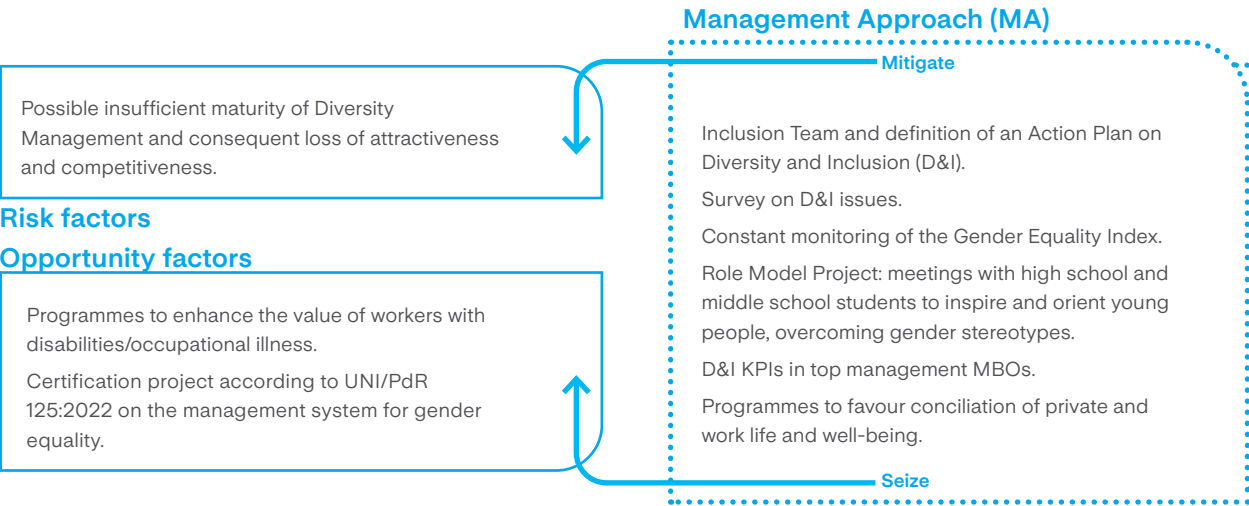 Management Approach (MA)
Mitigate
Possible insufficient maturity of Diversity
Management and consequent loss of attractiveness
and competitiveness.
Risk factors
Opportunity factors
Programmes to enhance the value of workers with
disabilities/occupational illness.
Certification project according to UNI/PdR
125:2022 on the management system for gender
equality.
Inclusion Team and definition of an Action Plan on
Diversity and Inclusion (D&I).
Survey on D&I issues.
Constant monitoring of the Gender Equality Index.
Role Model Project: meetings with high school and
middle school students to inspire and orient young
people, overcoming gender stereotypes.
D&I KPIs in top management MBOs.
Programmes to favour conciliation of private and
work life and well-being.
Seize